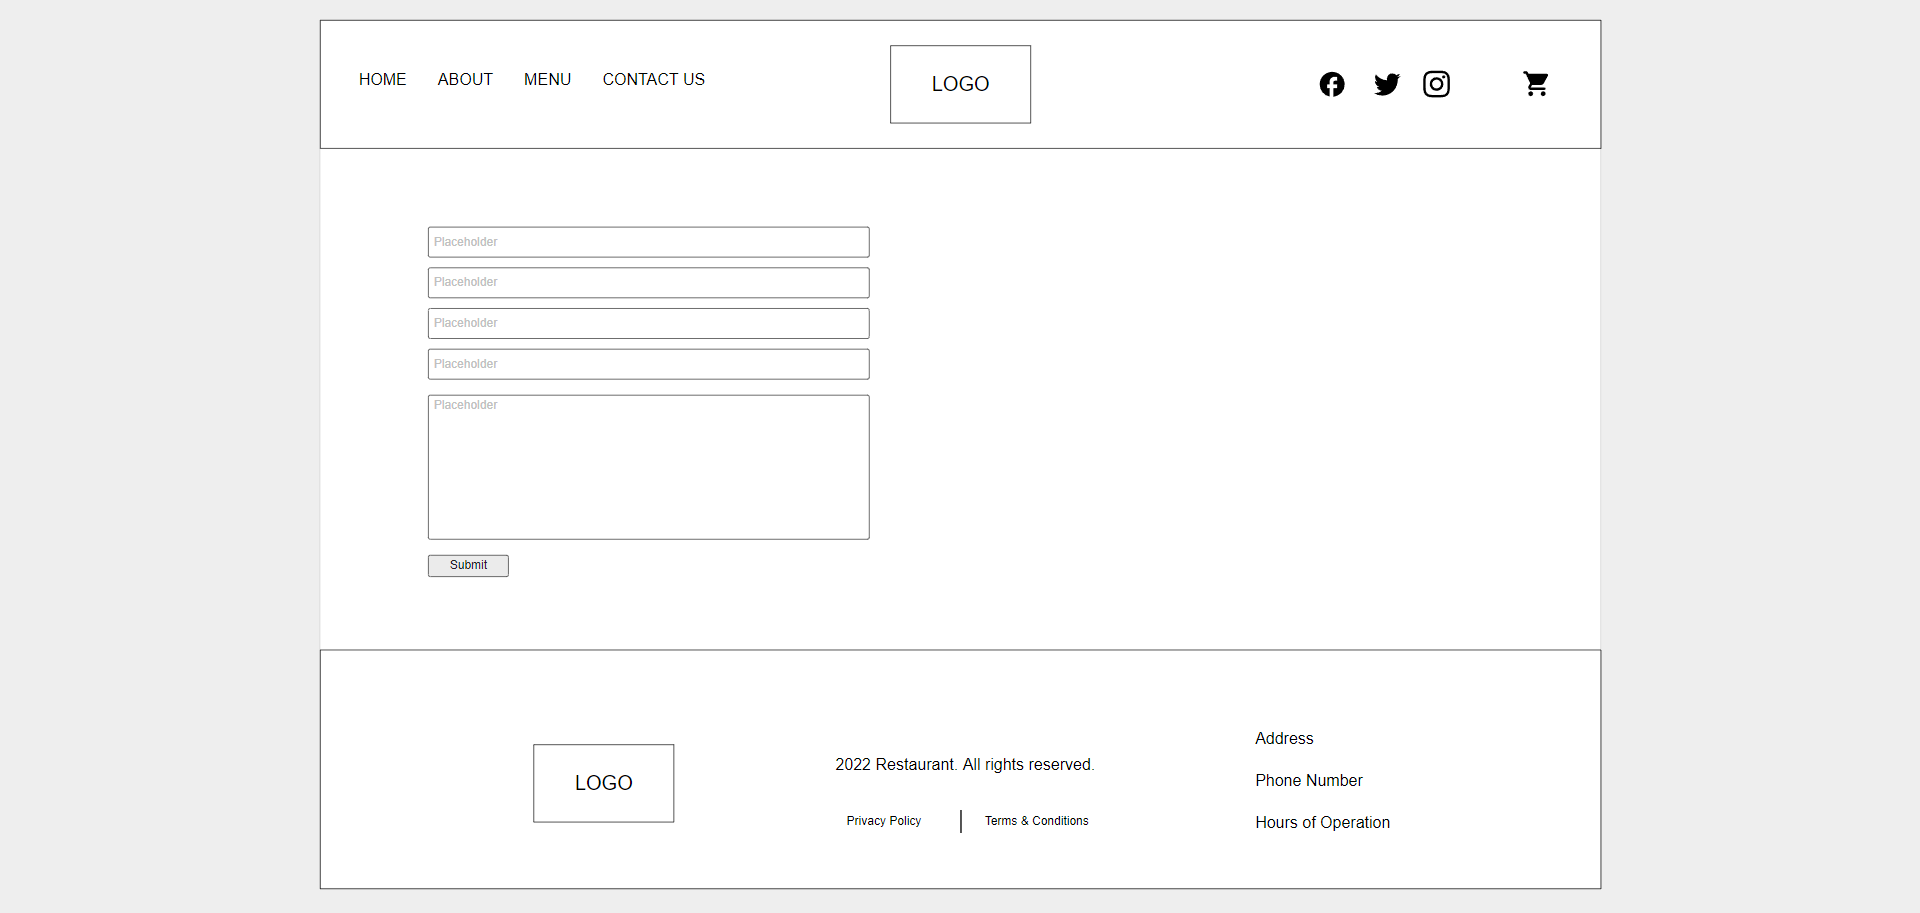 HOME ABOUT MENU CONTACT US LOGO
Placeholder
Placeholder
Placeholder
Placeholder
Placeholder
Submit
LOGO
2022 Restaurant. All rights reserved.
Privacy Policy Terms & Conditions
Address
Phone Number
Hours of Operation